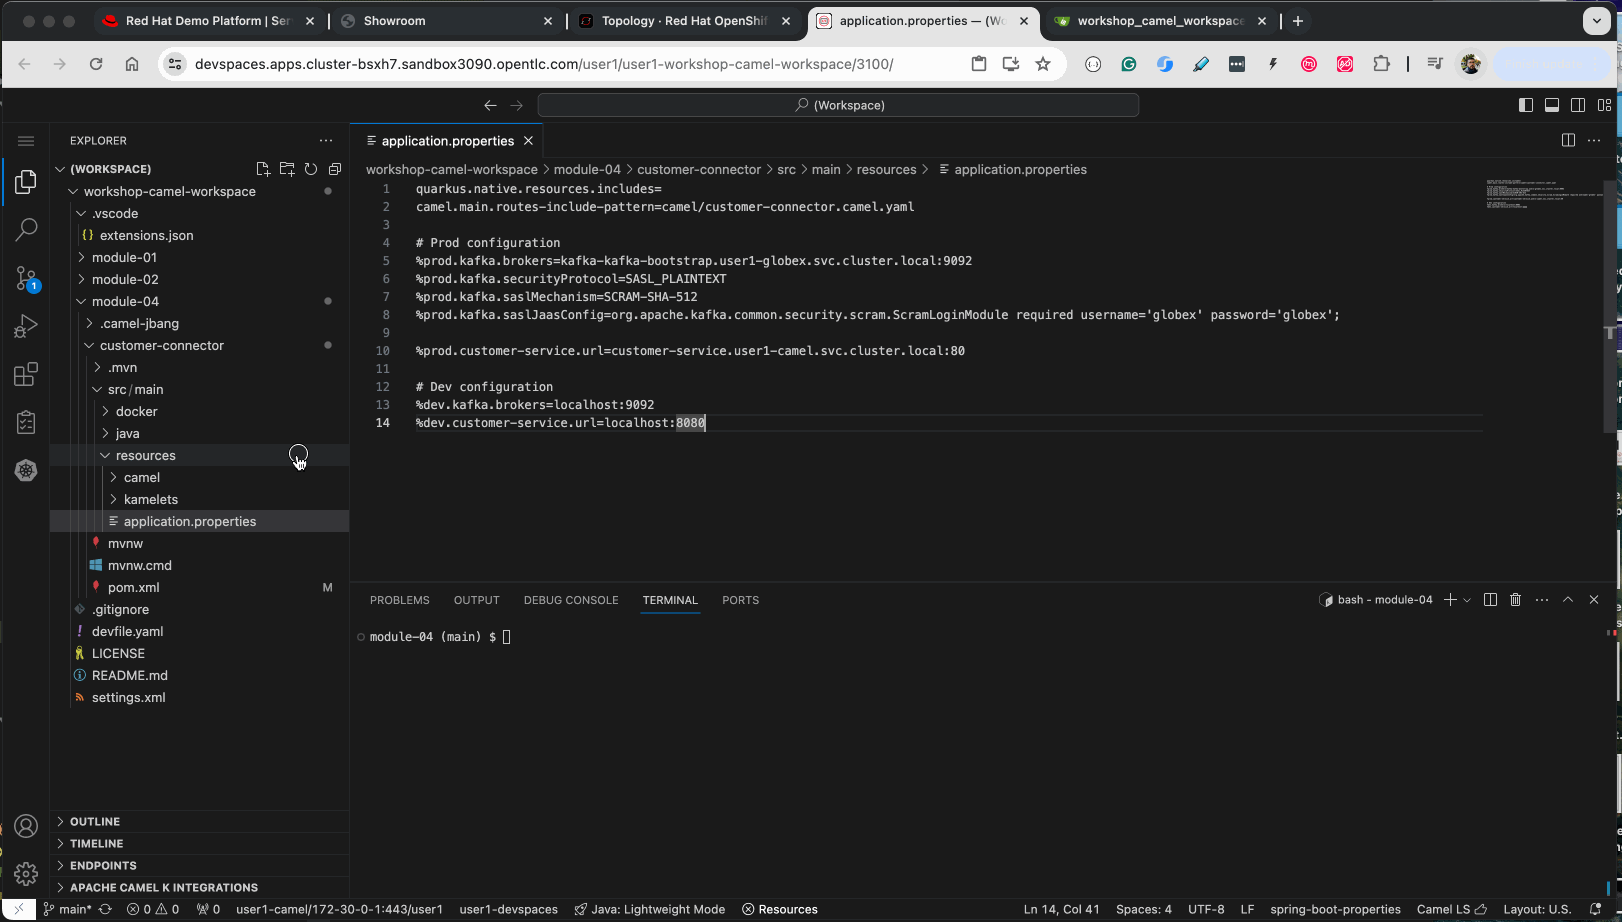 Red Hat Demo Platform | Ser
Showroom
Topology · Red Hat OpenShif
application.properties — (Wo
workshop_camel_workspace
devspaces.apps.cluster-bsxh7.sandbox3090.opentlc.com/user1/user1-workshop-camel-workspace/3100/
(Workspace)
EXPLORER
(WORKSPACE)
workshop-camel-workspace
.vscode
{} extensions.json
module-01
module-02
module-04
.camel-jbang
customer-connector
.mvn
src/main
docker
java
resources
camel
kamelets
application.properties
mvnw
mvnw.cmd
pom.xml M
.gitignore
! devfile.yaml
LICENSE
README.md
settings.xml
OUTLINE
TIMELINE
ENDPOINTS
APACHE CAMEL K INTEGRATIONS
1
application.properties
workshop-camel-workspace > module-04 > customer-connector > src > main > resources > application.properties
1 quarkus.native.resources.includes=
2 camel.main.routes-include-pattern=camel/customer-connector.camel.yaml
3
4 # Prod configuration
5 %prod.kafka.brokers=kafka-kafka-bootstrap.user1-globex.svc.cluster.local:9092
6 %prod.kafka.securityProtocol=SASL_PLAINTEXT
7 %prod.kafka.saslMechanism=SCRAM-SHA-512
8 %prod.kafka.saslJaasConfig=org.apache.kafka.common.security.scram.ScramLoginModule required username='globex' password='globex';
9
10 %prod.customer-service.url=customer-service.user1-camel.svc.cluster.local:80
11
12 # Dev configuration
13 %dev.kafka.brokers=localhost:9092
14 %dev.customer-service.url=localhost:8080
PROBLEMS OUTPUT DEBUG CONSOLE TERMINAL PORTS
bash - module-04
module-04 (main) $
main* 0 0 0 user1-camel/172-30-0-1:443/user1 user1-devspaces Java: Lightweight Mode Resources
Ln 14, Col 41 Spaces: 4 UTF-8 LF spring-boot-properties Camel LS Layout: U.S.